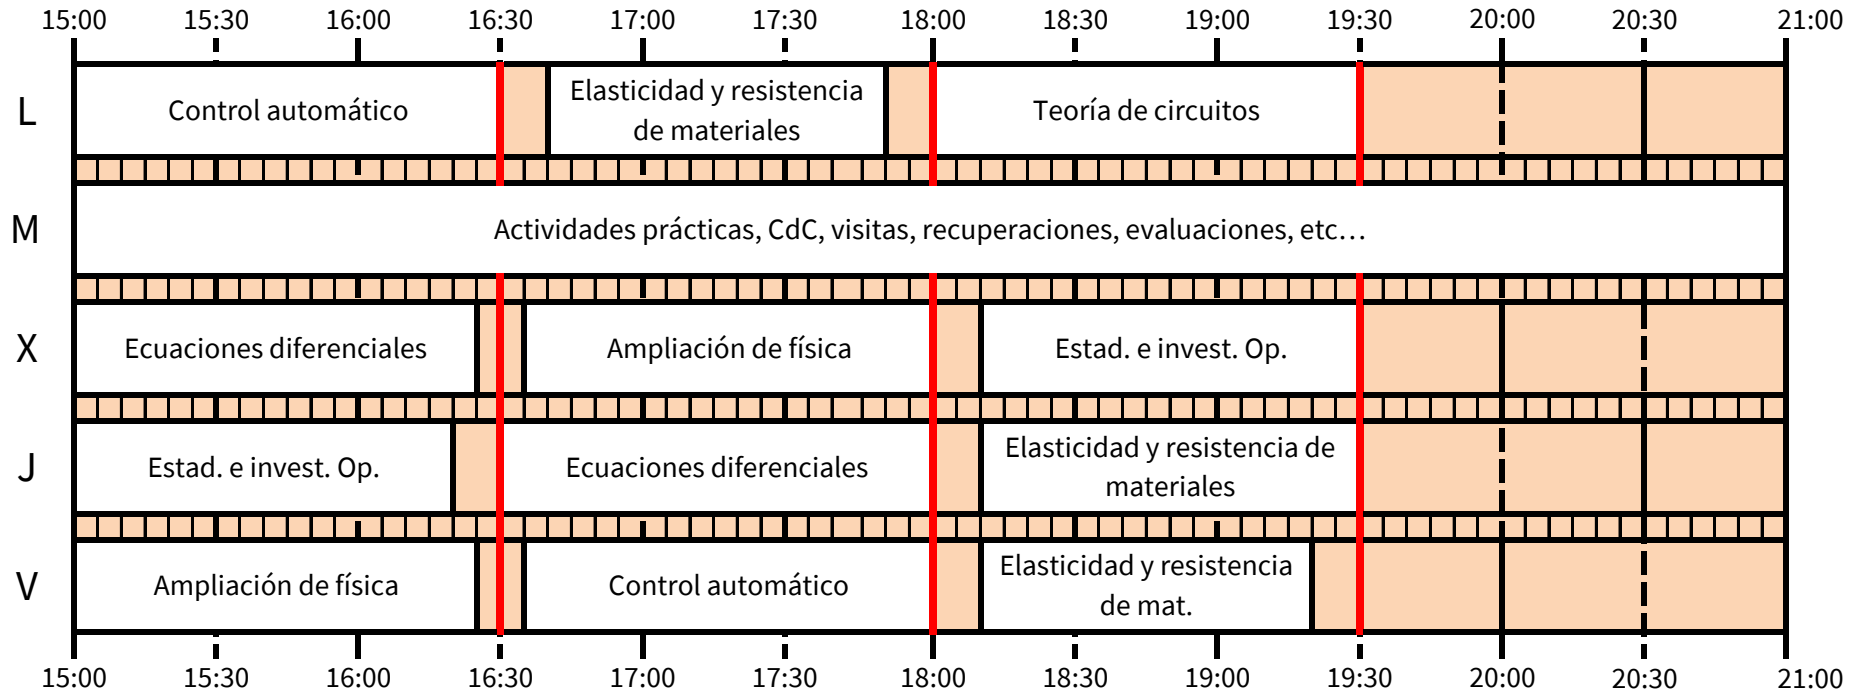 15:00 15:30 16:00 16:30 17:00 17:30 18:00 18:30 19:00 19:30 20:00 20:30 21:00
L
Control automático
Elasticidad y resistencia
de materiales
Teoría de circuitos
M
Actividades prácticas, CdC, visitas, recuperaciones, evaluaciones, etc…
X
Ecuaciones diferenciales
Ampliación de física
Estad. e invest. Op.
J
Estad. e invest. Op.
Ecuaciones diferenciales
Elasticidad y resistencia de
materiales
V
Ampliación de física
Control automático
Elasticidad y resistencia
de mat.
15:00 15:30 16:00 16:30 17:00 17:30 18:00 18:30 19:00 19:30 20:00 20:30 21:00